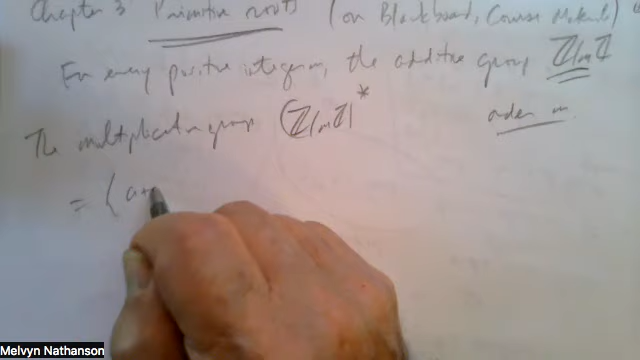 Chapter 3 Primitive roots (on Blackboard, Course Material)
For every positive integer m, the additive group ℤ/mℤ
The multiplicative group (ℤ/mℤ)* order m.
= { a+
Melvyn Nathanson